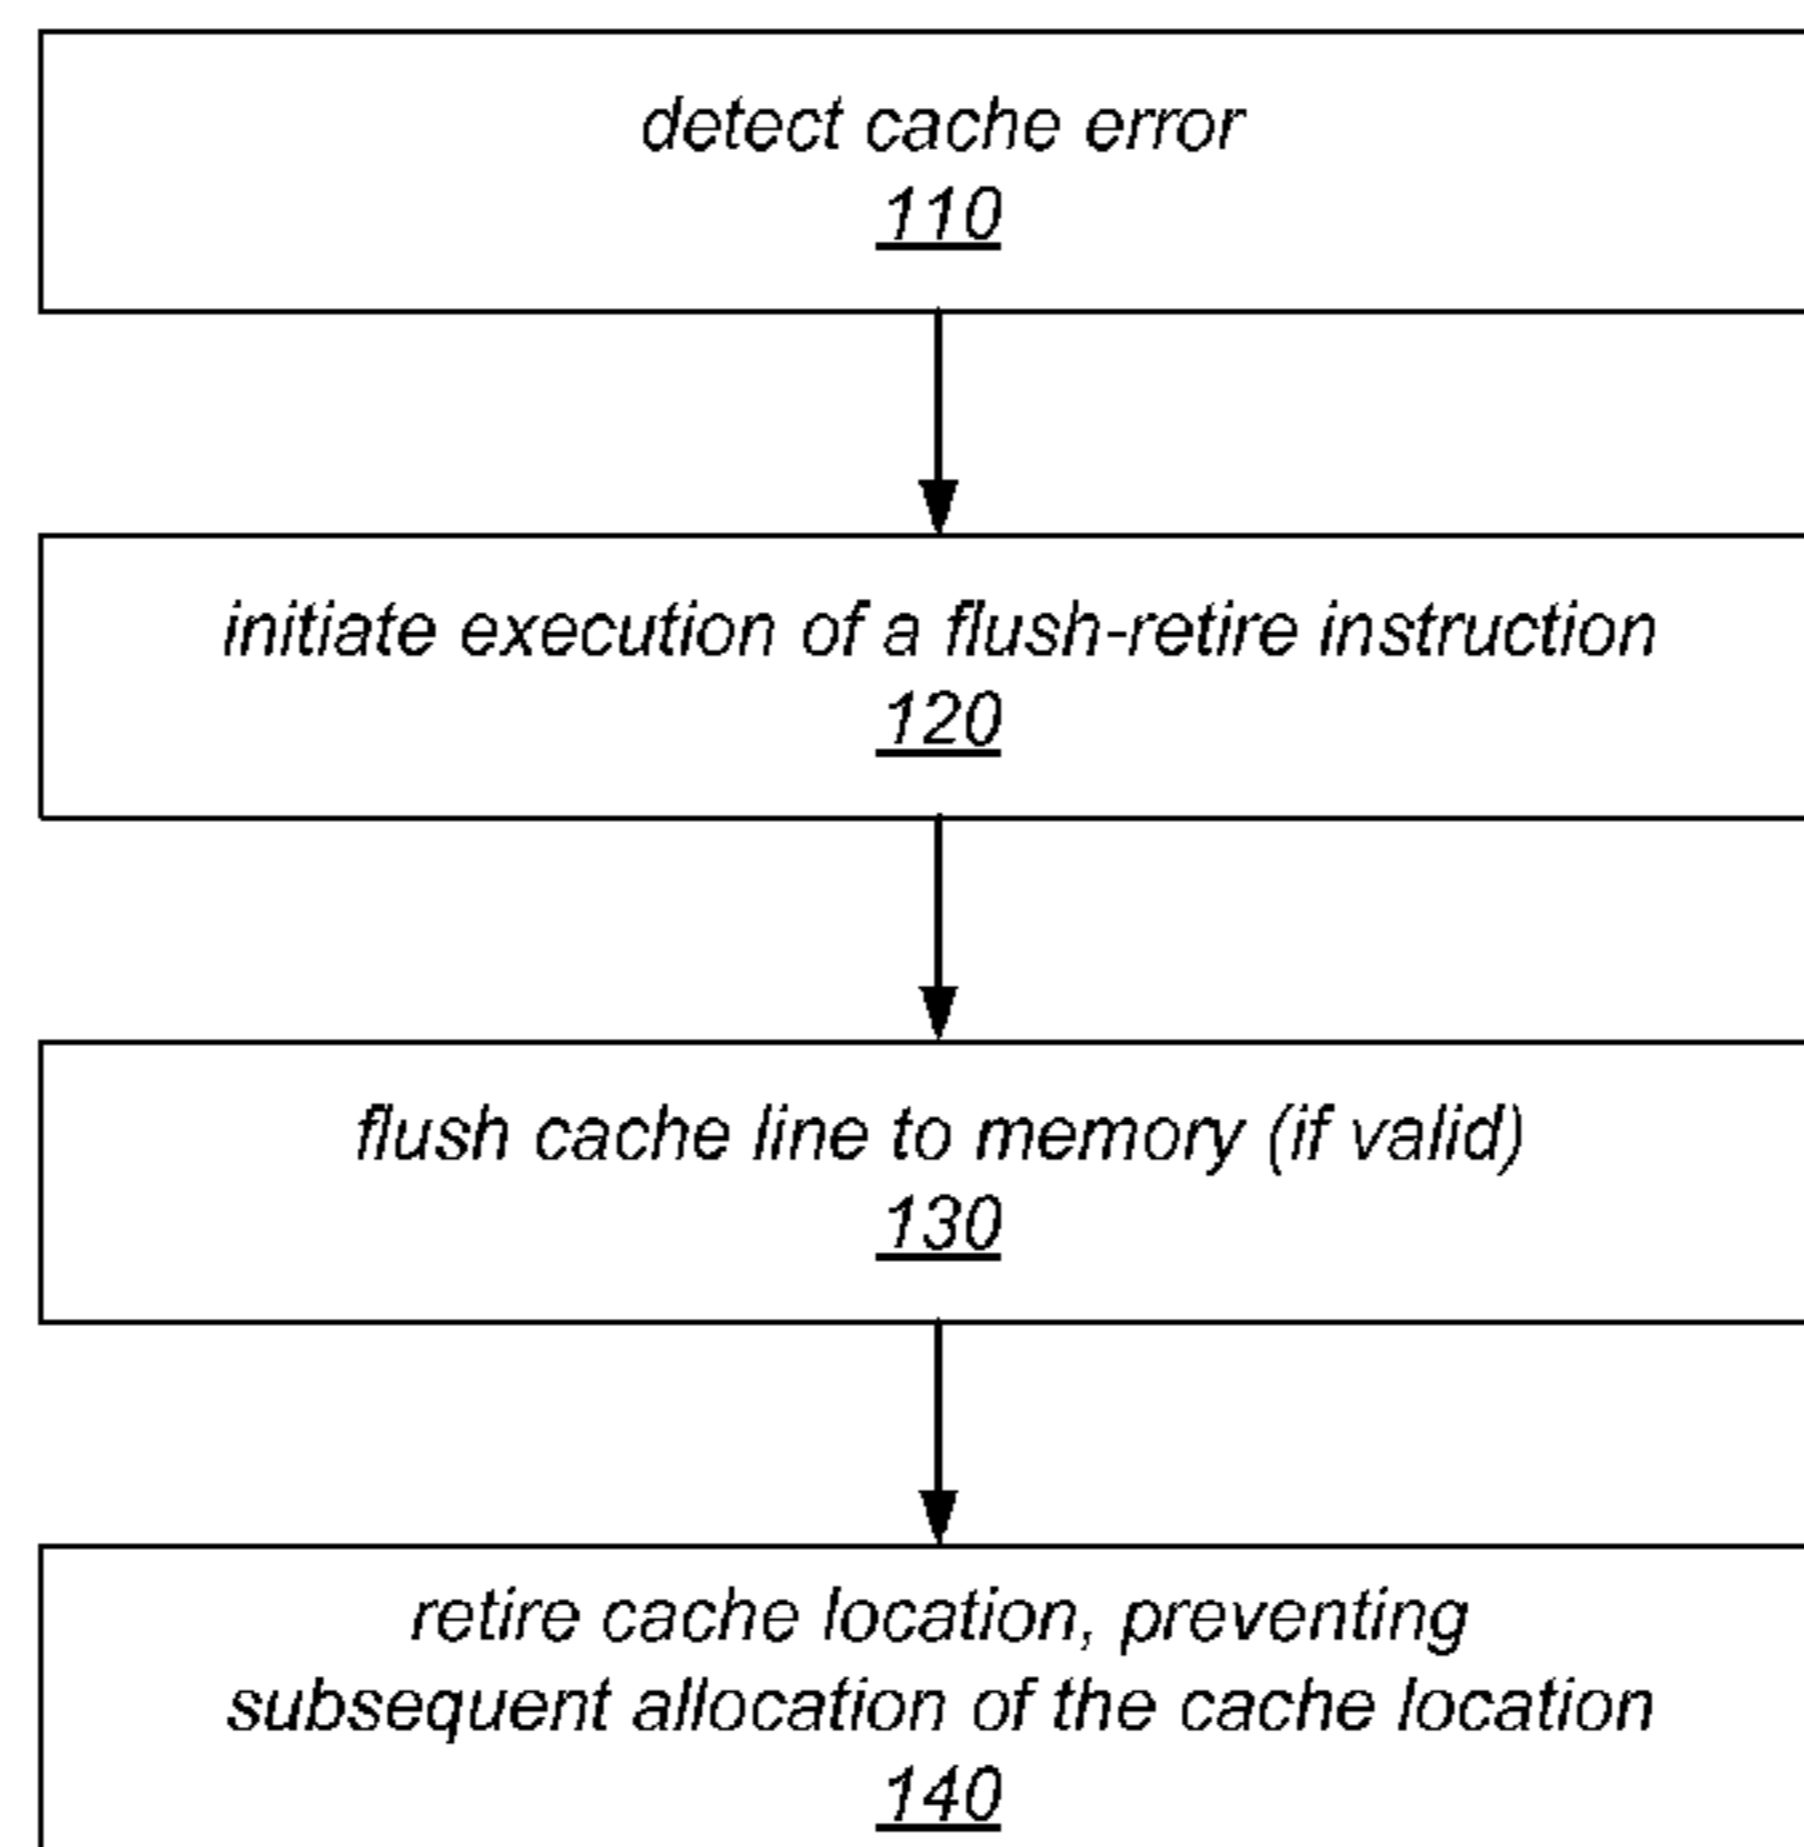 detect cache error
110
initiate execution of a flush-retire instruction
120
flush cache line to memory (if valid)
130
retire cache location, preventing
subsequent allocation of the cache location
140